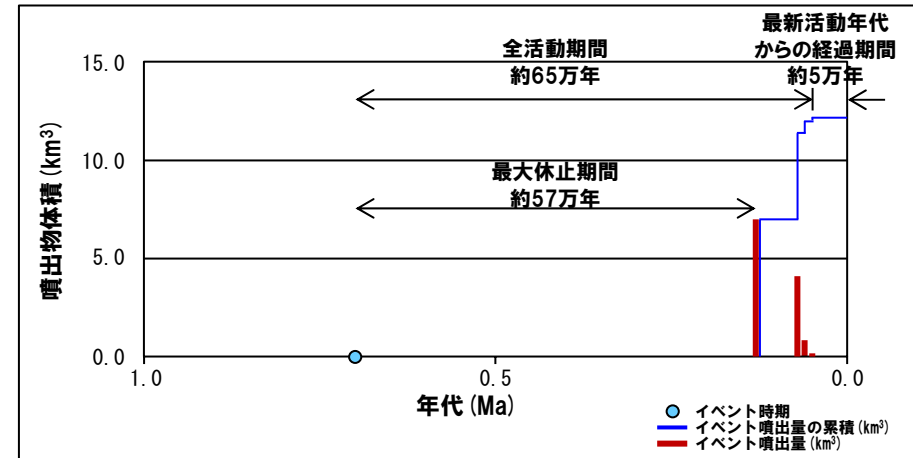 最新活動年代
からの経過期間
約5万年
全活動期間
約65万年
最大休止期間
約57万年
噴出物体積(km³)
15.0
10.0
5.0
0.0
1.0
0.5
0.0
年代(Ma)
イベント時期
イベント噴出量の累積(km³)
イベント噴出量(km³)